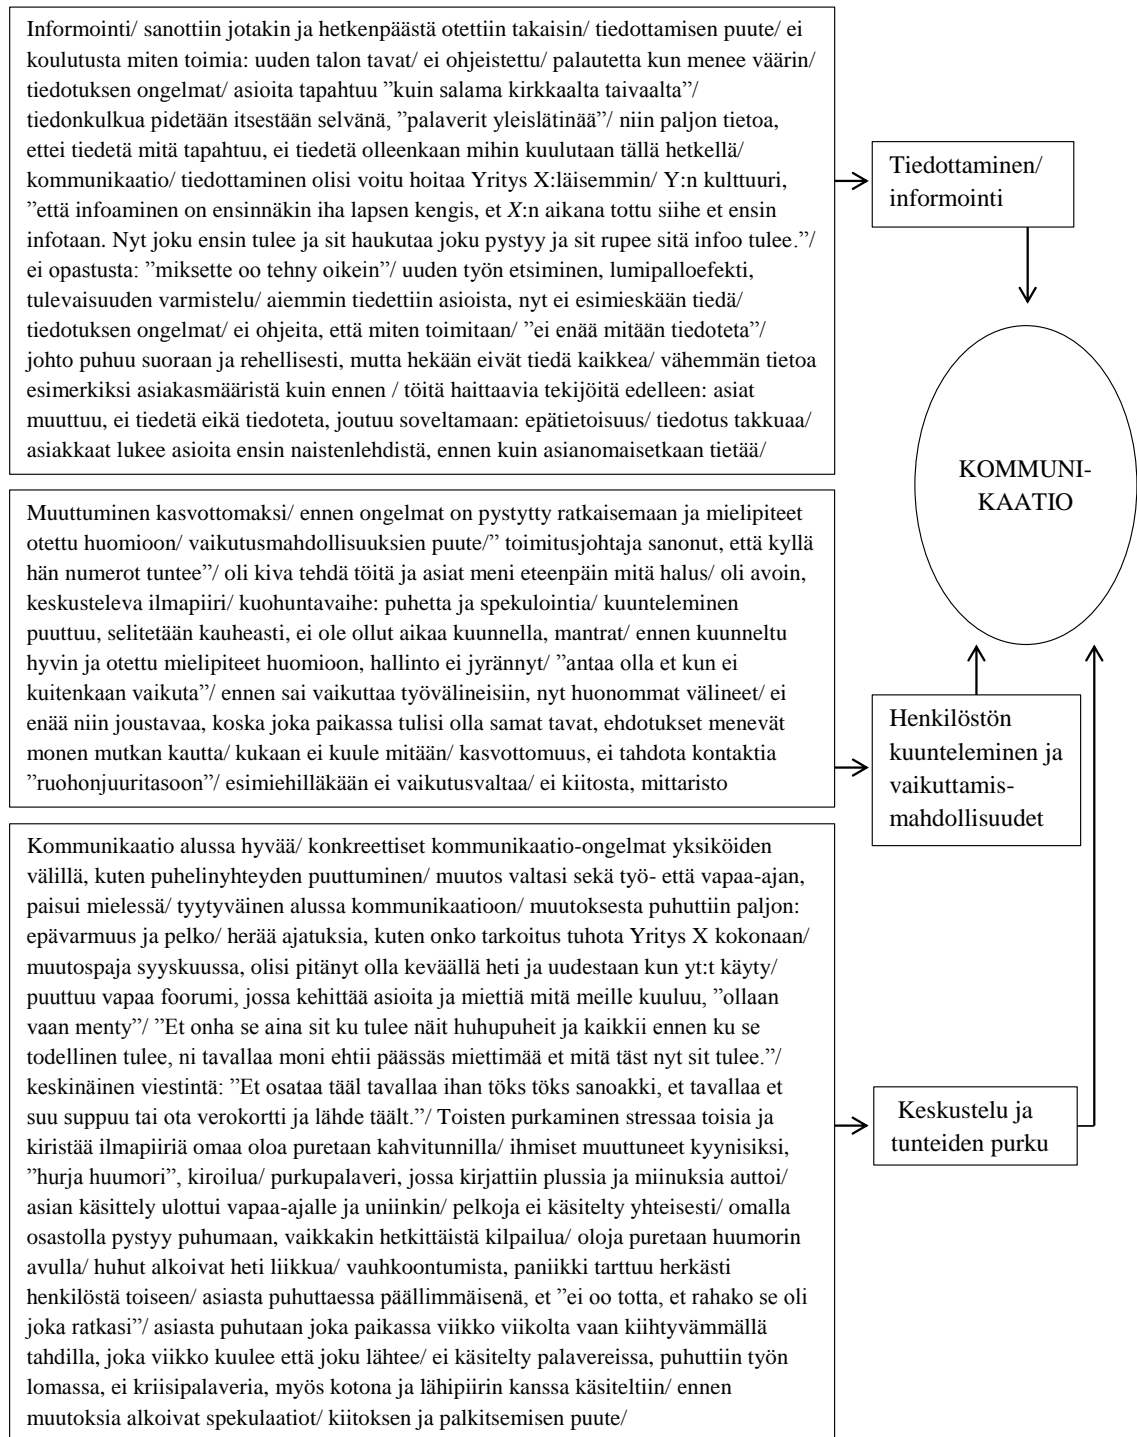 Informointi/ sanottiin jotakin ja hetkenpäästä otettiin takaisin/ tiedottamisen puute/ ei
koulutusta miten toimia: uuden talon tavat/ ei ohjeistettu/ palautetta kun menee väärin/
tiedotuksen ongelmat/ asioita tapahtuu ”kuin salama kirkkaalta taivaalta”/
tiedonkulkua pidetään itsestään selvänä, ”palaverit yleislätinää”/ niin paljon tietoa,
ettei tiedetä mitä tapahtuu, ei tiedetä olleenkaan mihin kuulutaan tällä hetkellä/
kommunikaatio/ tiedottaminen olisi voitu hoitaa Yritys X:läisemmin/ Y:n kulttuuri,
”että infoaminen on ensinnäkin iha lapsen kengis, et X:n aikana tottu siihe et ensin
infotaan. Nyt joku ensin tulee ja sit haukutaa joku pystyy ja sit rupee sitä infoo tulee.”/
ei opastusta: ”miksette oo tehny oikein”/ uuden työn etsiminen, lumipalloefekti,
tulevaisuuden varmistelu/ aiemmin tiedettiin asioista, nyt ei esimieskään tiedä/
tiedotuksen ongelmat/ ei ohjeita, että miten toimitaan/ ”ei enää mitään tiedoteta”/
johto puhuu suoraan ja rehellisesti, mutta hekään eivät tiedä kaikkea/ vähemmän tietoa
esimerkiksi asiakasmääristä kuin ennen / töitä haittaavia tekijöitä edelleen: asiat
muuttuu, ei tiedetä eikä tiedoteta, joutuu soveltamaan: epätietoisuus/ tiedotus takkuaa/
asiakkaat lukee asioita ensin naistenlehdistä, ennen kuin asianomaisetkaan tietää/
Tiedottaminen/
informointi
KOMMUNI-
KAATIO
Muuttuminen kasvottomaksi/ ennen ongelmat on pystytty ratkaisemaan ja mielipiteet
otettu huomioon/ vaikutusmahdollisuuksien puute/” toimitusjohtaja sanonut, että kyllä
hän numerot tuntee”/ oli kiva tehdä töitä ja asiat meni eteenpäin mitä halus/ oli avoin,
keskusteleva ilmapiiri/ kuohuntavaihe: puhetta ja spekulointia/ kuunteleminen
puuttuu, selitetään kauheasti, ei ole ollut aikaa kuunnella, mantrat/ ennen kuunneltu
hyvin ja otettu mielipiteet huomioon, hallinto ei jyrännyt/ ”antaa olla et kun ei
kuitenkaan vaikuta”/ ennen sai vaikuttaa työvälineisiin, nyt huonommat välineet/ ei
enää niin joustavaa, koska joka paikassa tulisi olla samat tavat, ehdotukset menevät
monen mutkan kautta/ kukaan ei kuule mitään/ kasvottomuus, ei tahdota kontaktia
”ruohonjuuritasoon”/ esimiehilläkään ei vaikutusvaltaa/ ei kiitosta, mittaristo
Henkilöstön
kuunteleminen ja
vaikuttamis-
mahdollisuudet
Kommunikaatio alussa hyvää/ konkreettiset kommunikaatio-ongelmat yksiköiden
välillä, kuten puhelinyhteyden puuttuminen/ muutos valtasi sekä työ- että vapaa-ajan,
paisui mielessä/ tyytyväinen alussa kommunikaatioon/ muutoksesta puhuttiin paljon:
epävarmuus ja pelko/ herää ajatuksia, kuten onko tarkoitus tuhota Yritys X kokonaan/
muutospaja syyskuussa, olisi pitänyt olla keväällä heti ja uudestaan kun yt:t käyty/
puuttuu vapaa foorumi, jossa kehittää asioita ja miettiä mitä meille kuuluu, ”ollaan
vaan menty”/ ”Et onha se aina sit ku tulee näit huhupuheit ja kaikkii ennen ku se
todellinen tulee, ni tavallaa moni ehtii päässäs miettimää et mitä täst nyt sit tulee.”/
keskinäinen viestintä: ”Et osataa tääl tavallaa ihan töks töks sanoakki, et tavallaa et
suu suppuu tai ota verokortti ja lähde täält.”/ Toisten purkaminen stressaa toisia ja
kiristää ilmapiiriä omaa oloa puretaan kahvitunnilla/ ihmiset muuttuneet kyynisiksi,
”hurja huumori”, kiroilua/ purkupalaveri, jossa kirjattiin plussia ja miinuksia auttoi/
asian käsittely ulottui vapaa-ajalle ja uniinkin/ pelkoja ei käsitelty yhteisesti/ omalla
osastolla pystyy puhumaan, vaikkakin hetkittäistä kilpailua/ oloja puretaan huumorin
avulla/ huhut alkoivat heti liikkua/ vauhkoontumista, paniikki tarttuu herkästi
henkilöstä toiseen/ asiasta puhuttaessa päällimmäisenä, et ”ei oo totta, et rahako se oli
joka ratkasi”/ asiasta puhutaan joka paikassa viikko viikolta vaan kiihtyvämmällä
tahdilla, joka viikko kuulee että joku lähtee/ ei käsitelty palavereissa, puhuttiin työn
lomassa, ei kriisipalaveria, myös kotona ja lähipiirin kanssa käsiteltiin/ ennen
muutoksia alkoivat spekulaatiot/ kiitoksen ja palkitsemisen puute/
Keskustelu ja
tunteiden purku